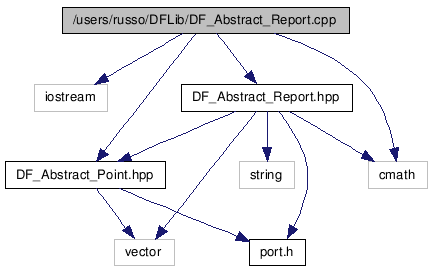 /users/russo/DFLib/DF_Abstract_Report.cpp
iostream
DF_Abstract_Report.hpp
DF_Abstract_Point.hpp
string
cmath
vector
port.h